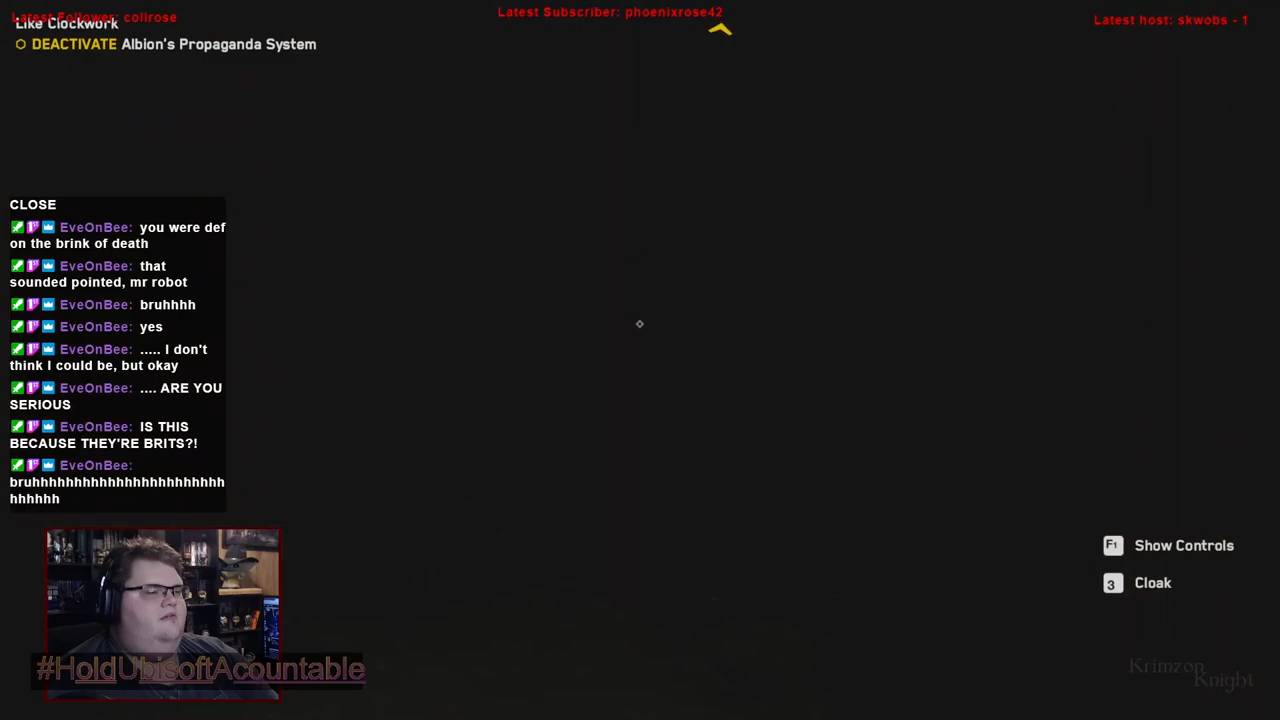 Latest Follower: collrose
Latest Subscriber: phoenixrose42
Latest host: skwobs - 1
Like Clockwork
DEACTIVATE Albion's Propaganda System
CLOSE
EveOnBee: you were def
on the brink of death
EveOnBee: that
sounded pointed, mr robot
EveOnBee: bruhhhh
EveOnBee: yes
EveOnBee: ..... I don't
think I could be, but okay
EveOnBee: .... ARE YOU
SERIOUS
EveOnBee: IS THIS
BECAUSE THEY'RE BRITS?!
EveOnBee:
bruhhhhhhhhhhhhhhhhhhhhhhh
hhhhhh
F1 Show Controls
3 Cloak
#HoldUbisoftAcountable
Krimzon
Knight